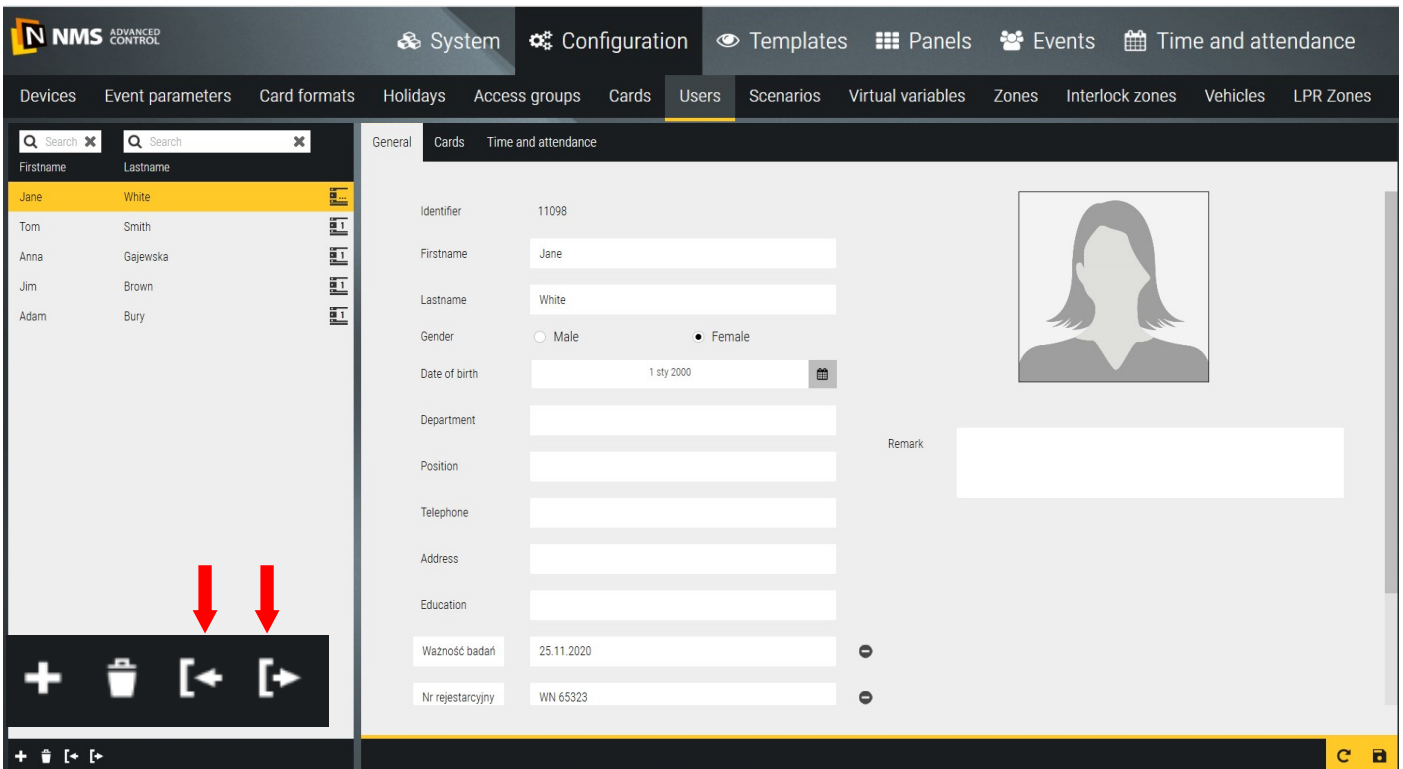 N NMS ADVANCED CONTROL
System Configuration Templates Panels Events Time and attendance
Devices Event parameters Card formats Holidays Access groups Cards Users Scenarios Virtual variables Zones Interlock zones Vehicles LPR Zones
Search Search
Firstname Lastname
Jane White ...
Tom Smith 1
Anna Gajewska 1
Jim Brown 1
Adam Bury 1
General Cards Time and attendance
Identifier 11098
Firstname Jane
Lastname White
Gender Male Female
Date of birth 1 sty 2000
Department
Remark
Position
Telephone
Address
Education
Ważność badań 25.11.2020
Nr rejestarcyjny WN 65323